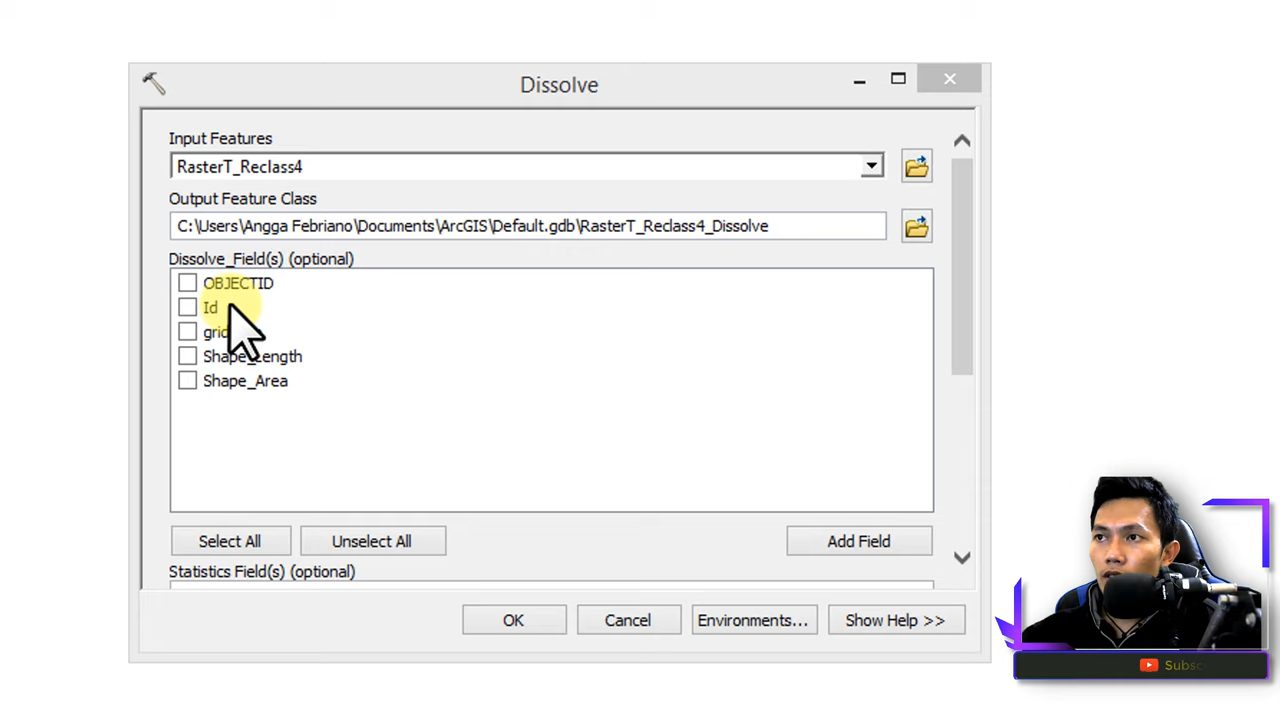 Dissolve
Input Features
RasterT_Reclass4
Output Feature Class
C:\Users\Angga Febriano\Documents\ArcGIS\Default.gdb\RasterT_Reclass4_Dissolve
Dissolve_Field(s) (optional)
OBJECTID
Id
Shape_Length
Shape_Area
Select All
Unselect All
Add Field
Statistics Field(s) (optional)
OK
Cancel
Environments...
Show Help >>